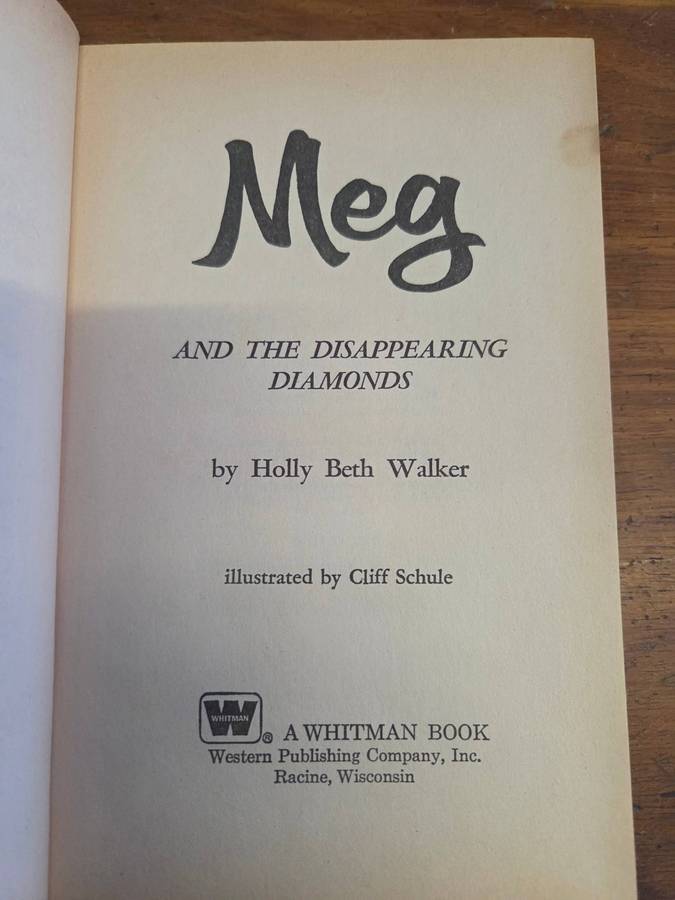 Meg
AND THE DISAPPEARING
DIAMONDS
by Holly Beth Walker
illustrated by Cliff Schule
WHITMAN
® A WHITMAN BOOK
Western Publishing Company, Inc.
Racine, Wisconsin